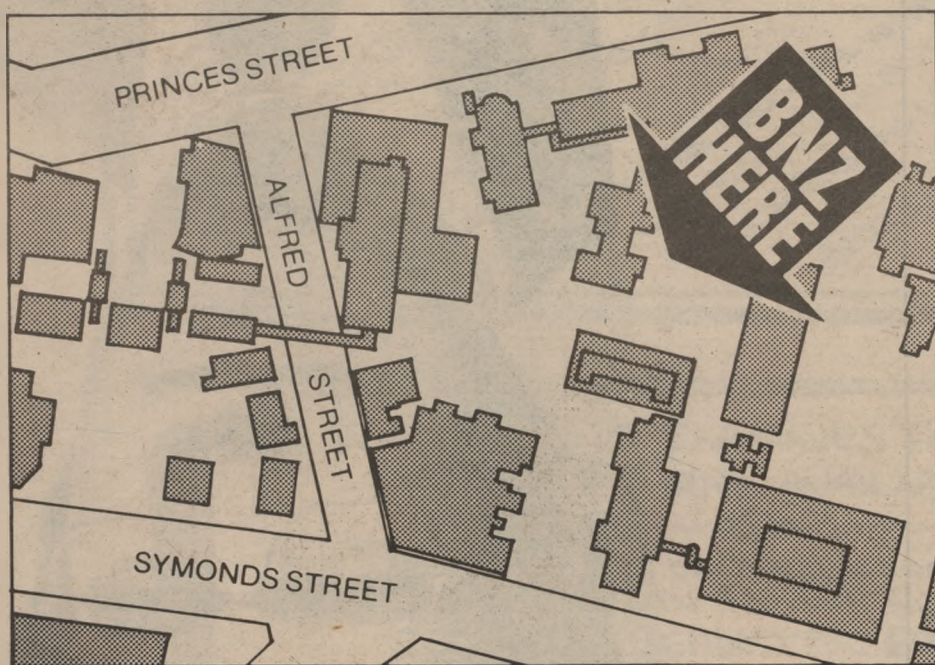 PRINCES STREET
BNZ
HERE
ALFRED
STREET
SYMONDS STREET